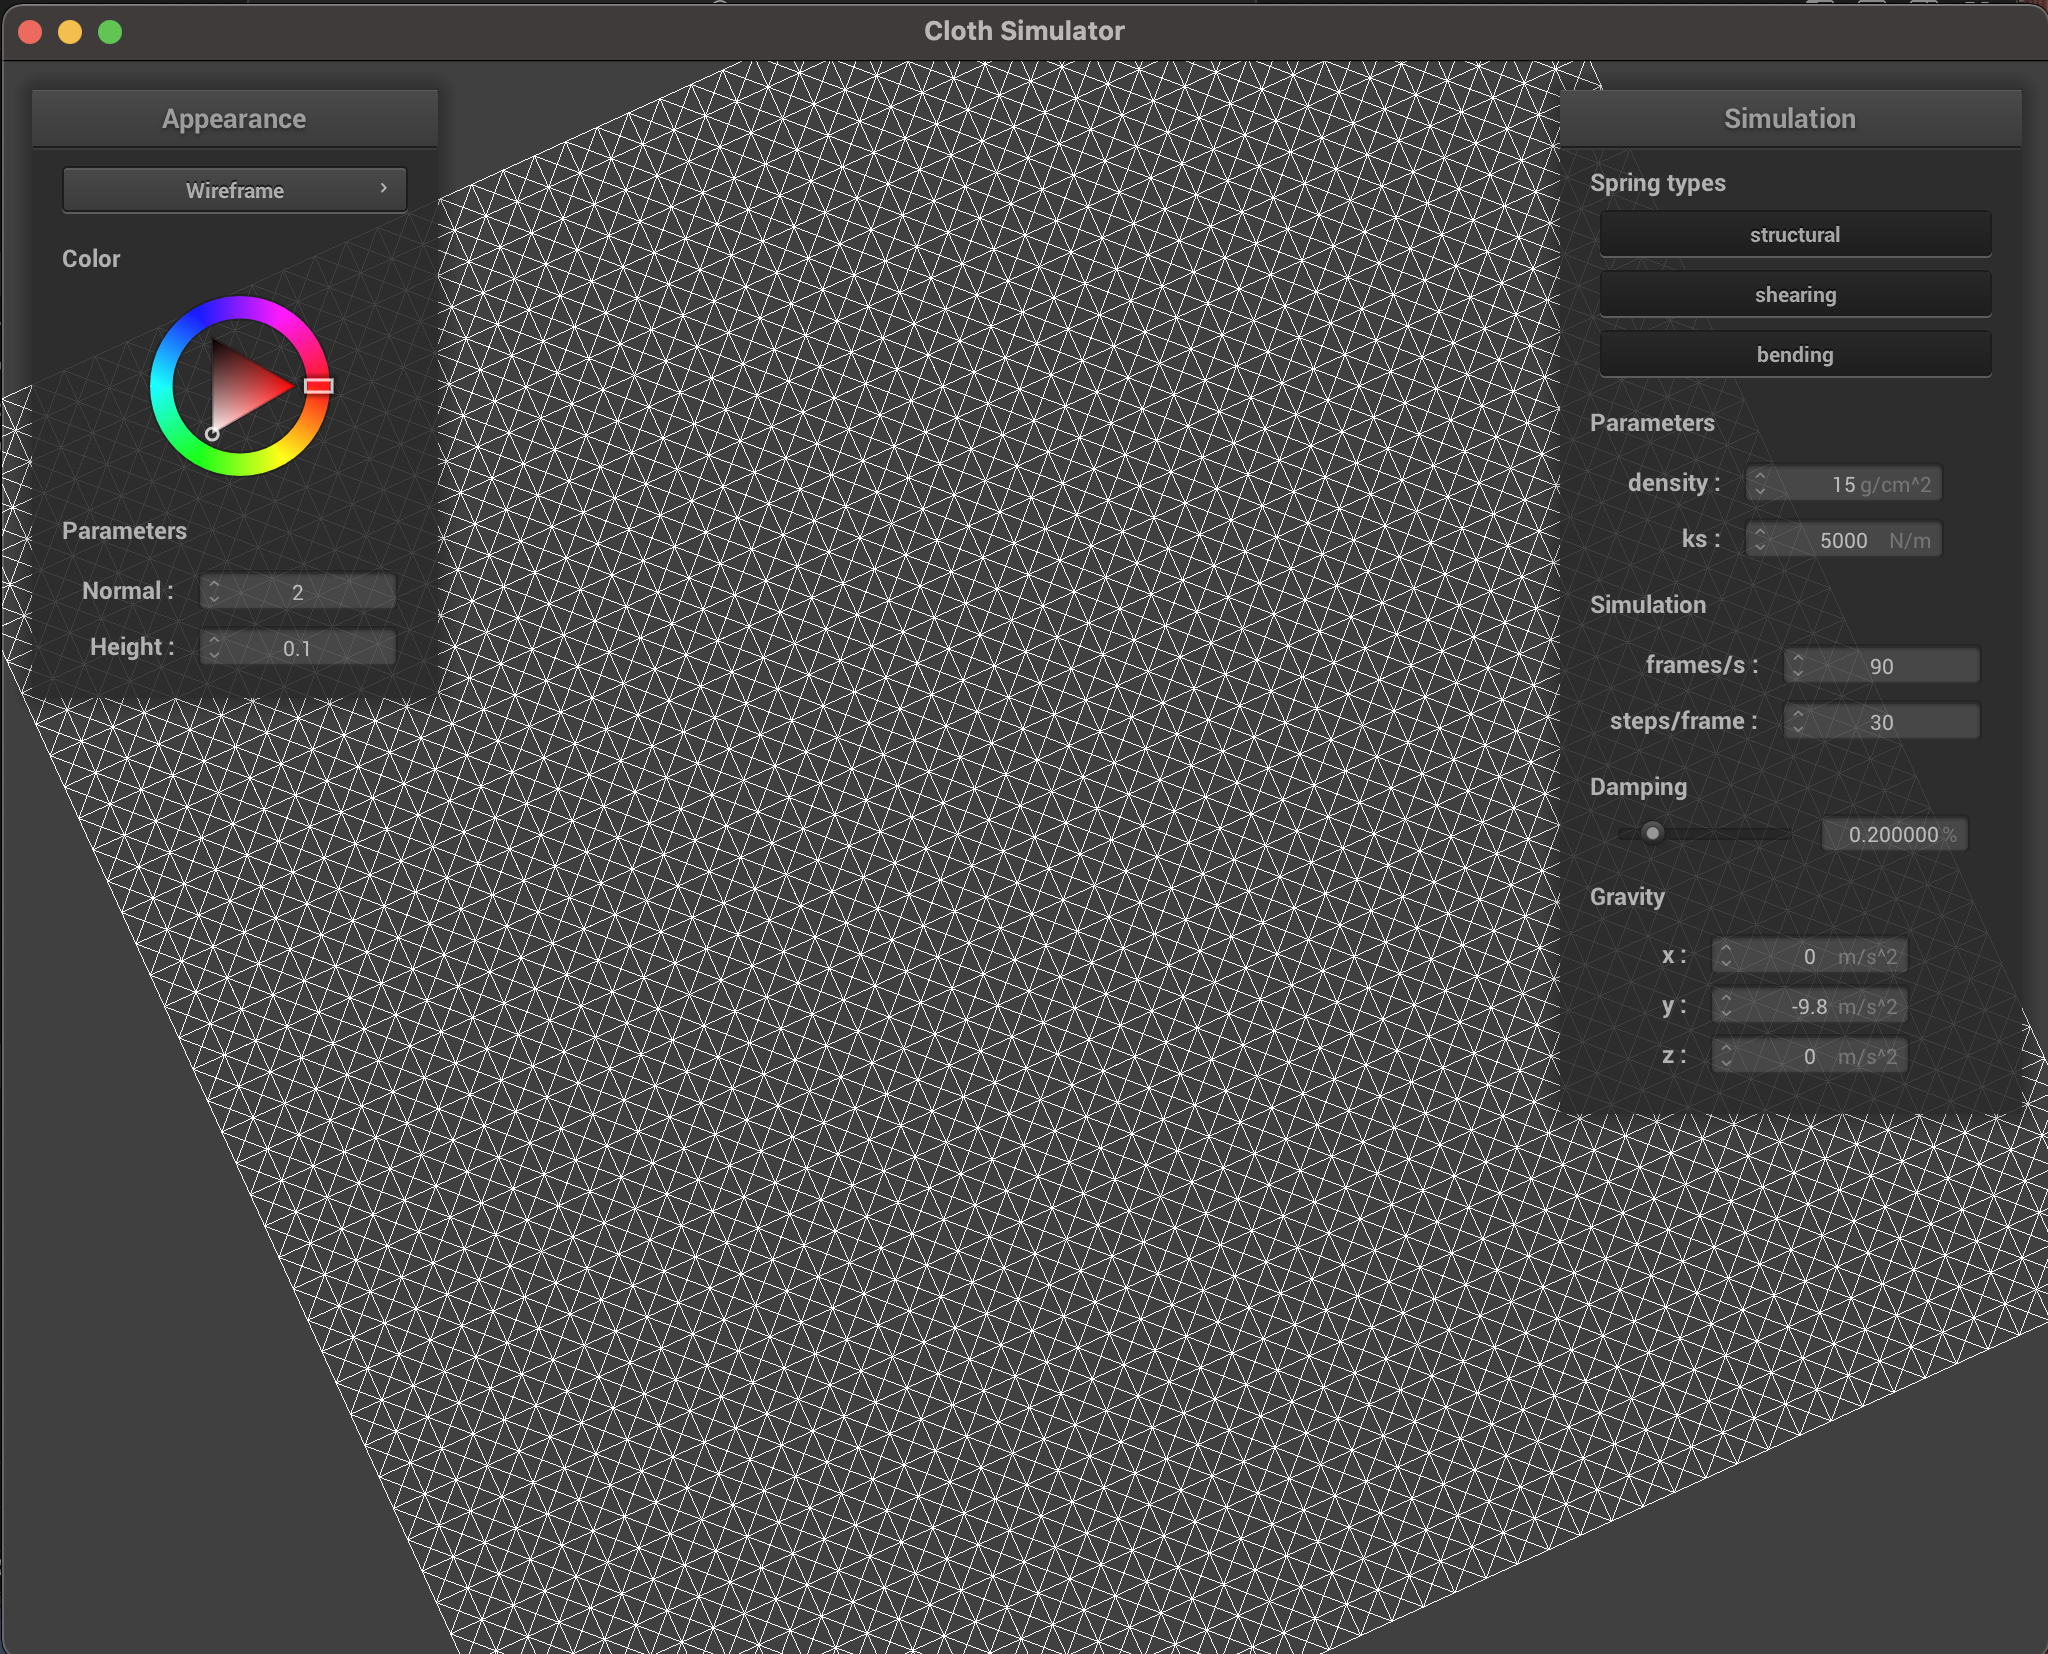 Cloth Simulator
Appearance
Wireframe
Color
Parameters
Normal : 2
Height : 0.1
Simulation
Spring types
structural
shearing
bending
Parameters
density : 15 g/cm^2
ks : 5000 N/m
Simulation
frames/s : 90
steps/frame : 30
Damping
0.200000 %
Gravity
x : 0 m/s^2
y : -9.8 m/s^2
z : 0 m/s^2